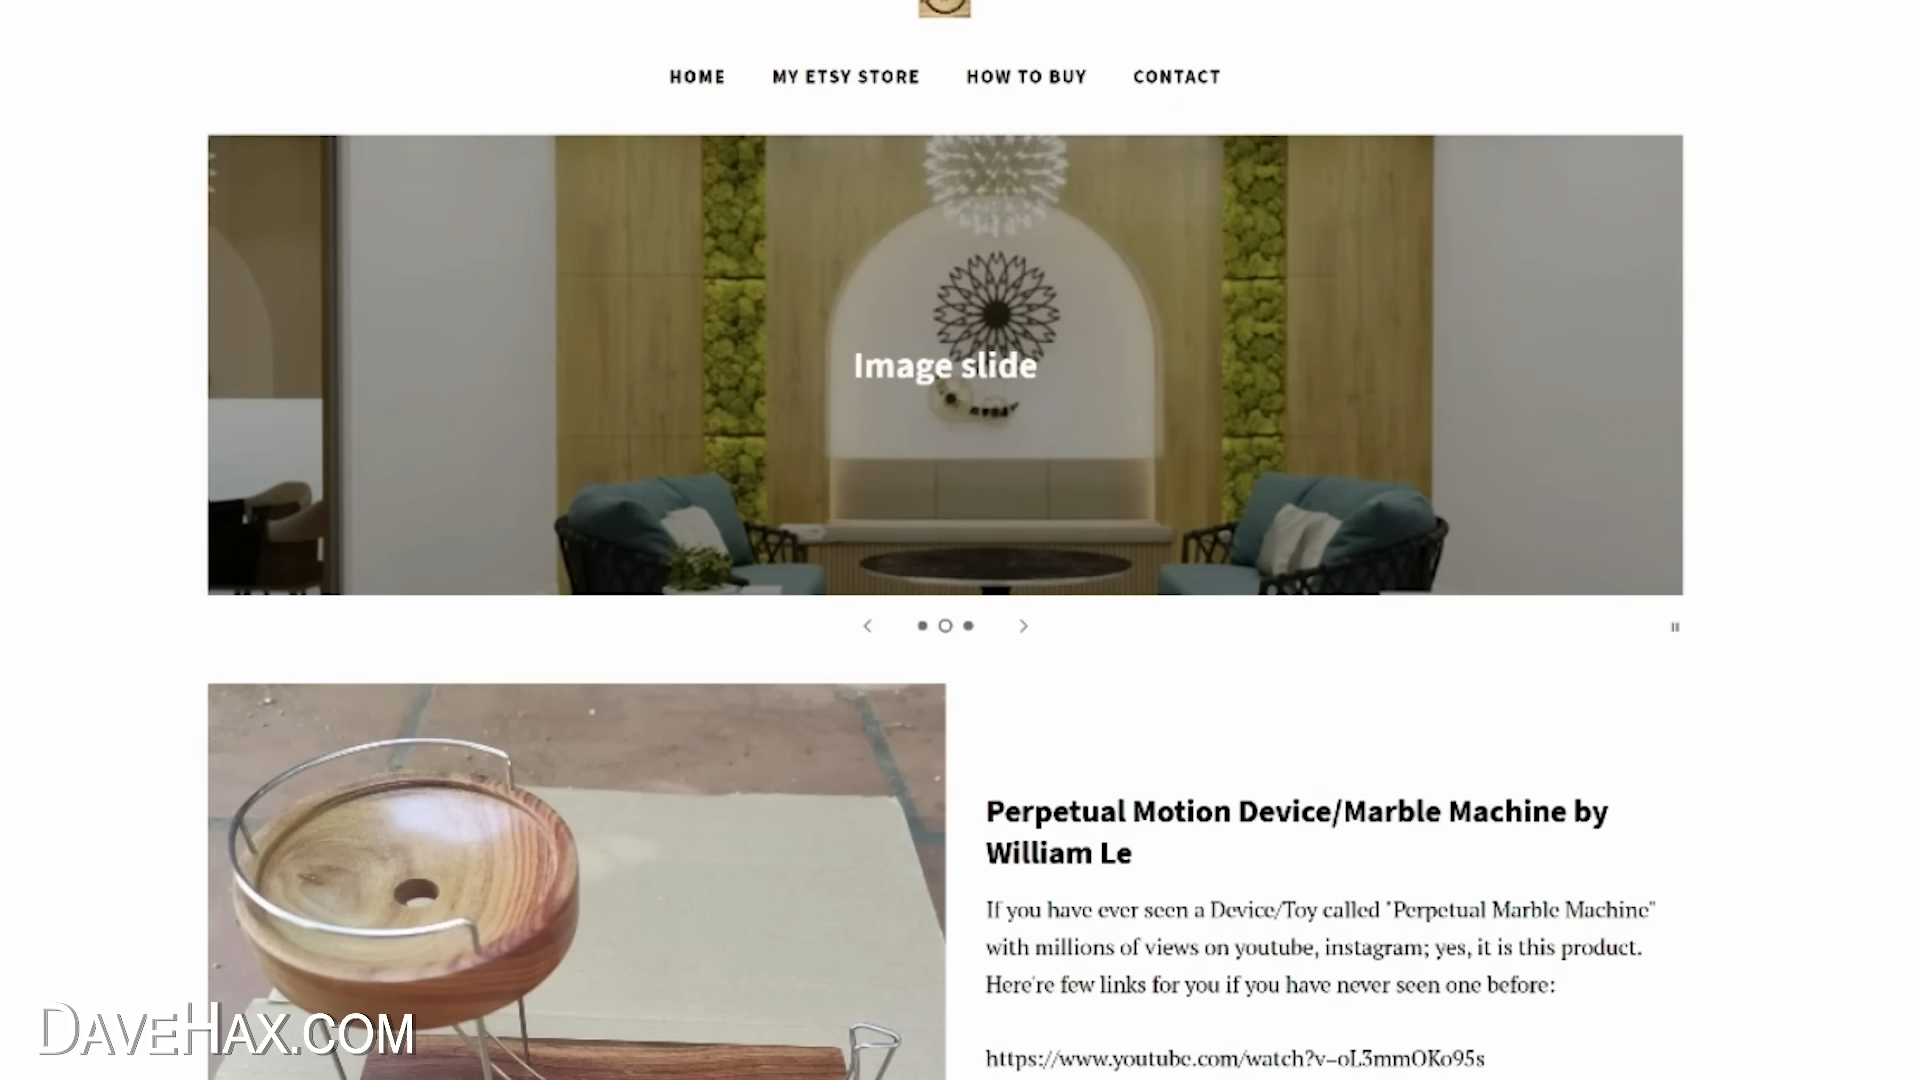 HOME MY ETSY STORE HOW TO BUY CONTACT
Image slide
Perpetual Motion Device/Marble Machine by
William Le
If you have ever seen a Device/Toy called "Perpetual Marble Machine"
with millions of views on youtube, instagram; yes, it is this product.
Here're few links for you if you have never seen one before:
https://www.youtube.com/watch?v=oL3mmOKo95s
DAVEHAX.COM